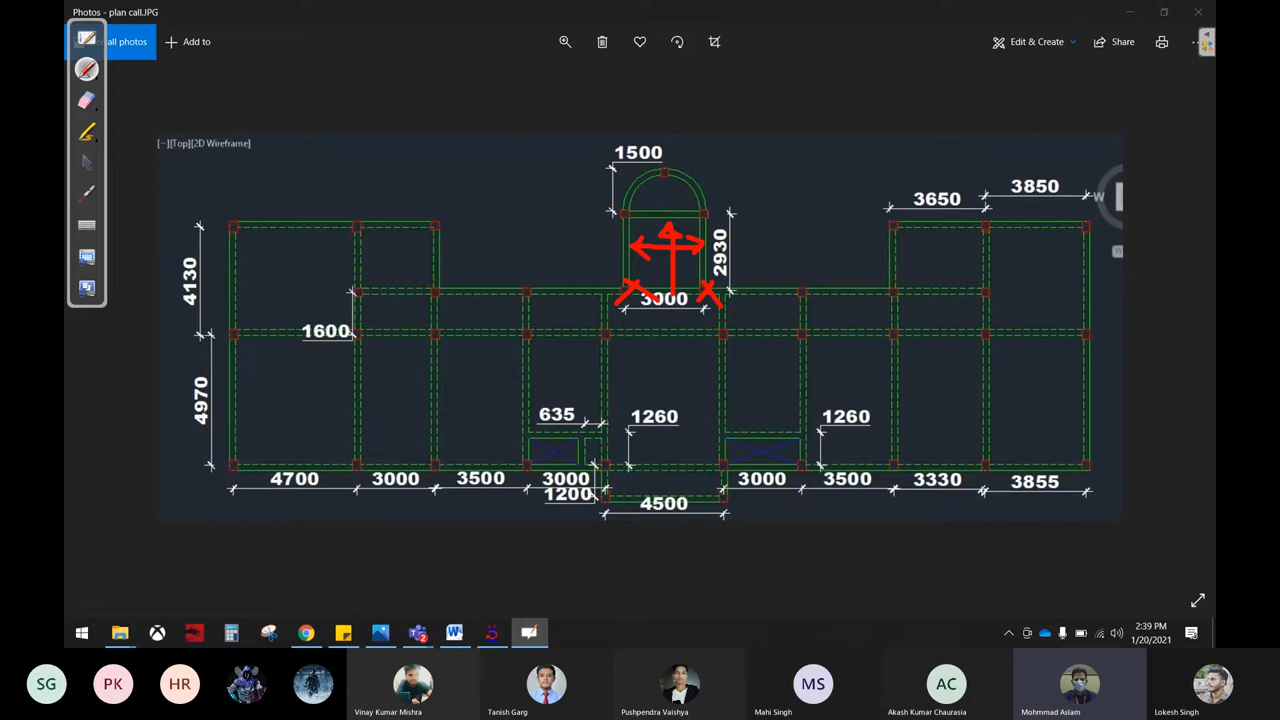 Photos - plan call.JPG
all photos
Add to
Edit & Create
Share
[−][Top][2D Wireframe]
1500
3850
3650
W
4130
2930
3000
1600
4970
635
1260
1260
4700
3000
3500
3000
3000
3500
3330
3855
1200
4500
2:39 PM
1/20/2021
SG
PK
HR
Vinay Kumar Mishra
Tanish Garg
Pushpendra Vaishya
MS
Mahi Singh
AC
Akash Kumar Chaurasia
Mohmmad Aslam
Lokesh Singh